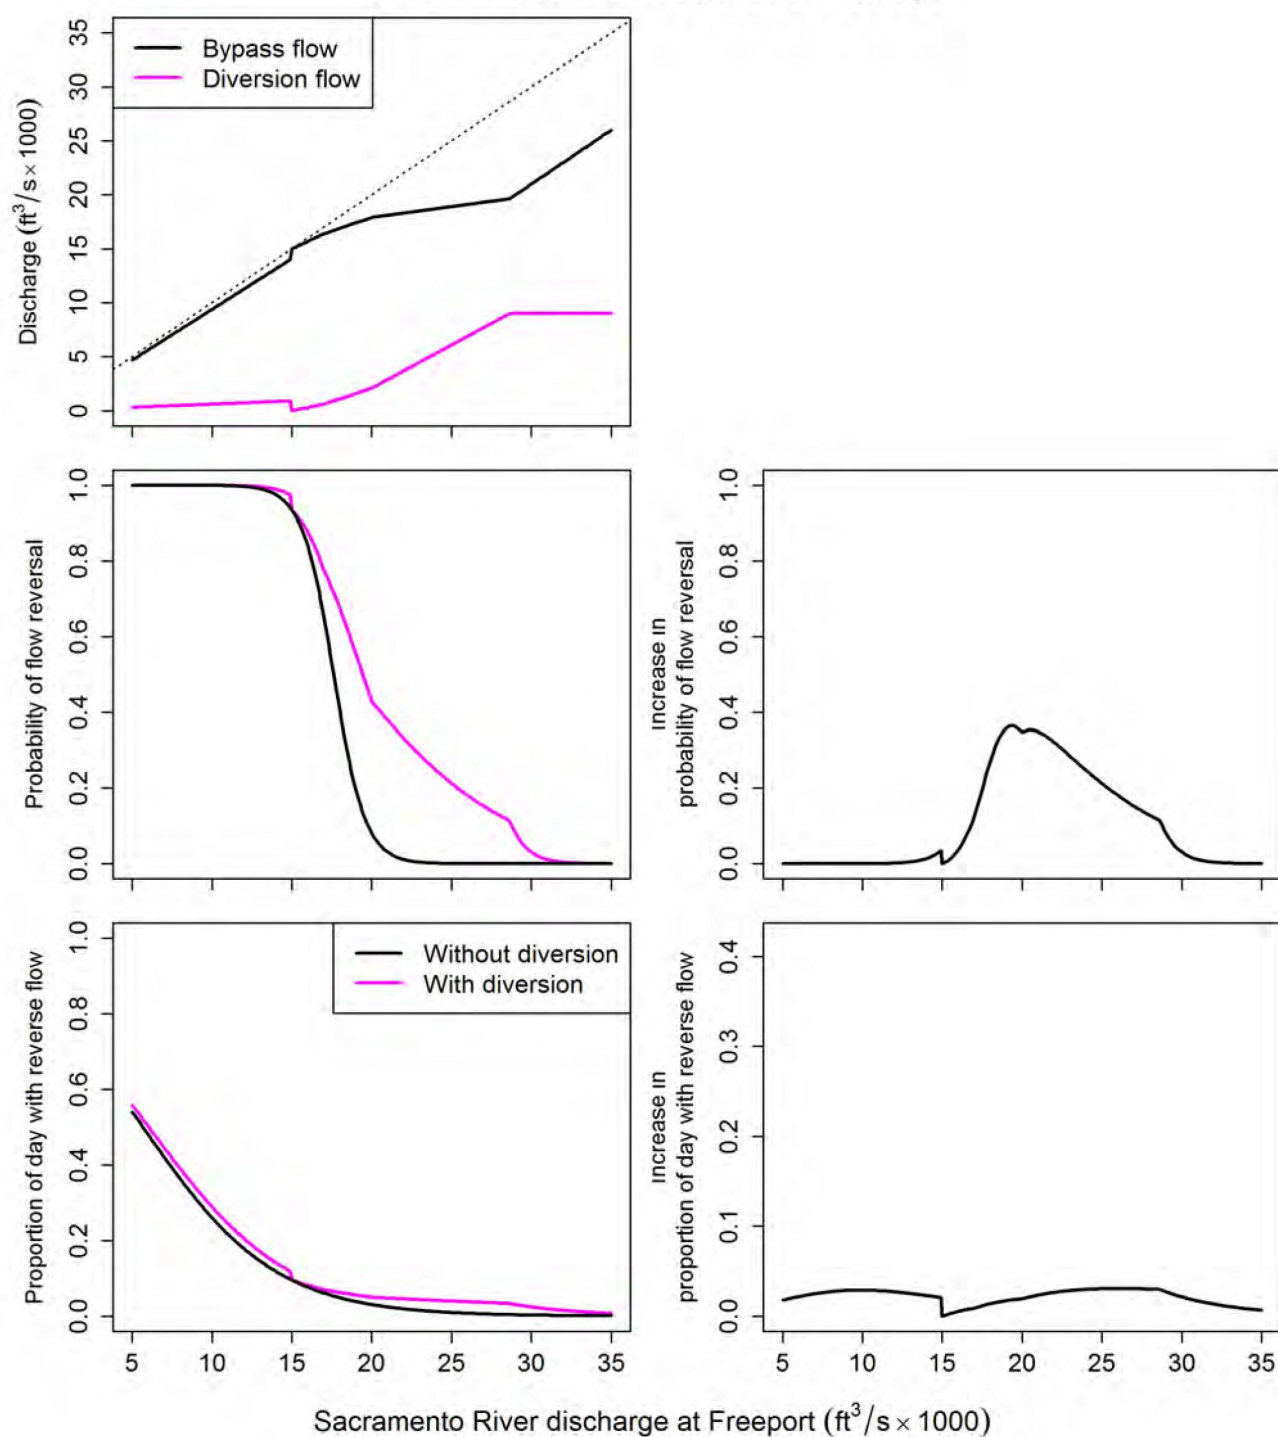 Bypass flow
Diversion flow
Discharge (ft³/s × 1000)
0
5
10
15
20
25
30
35
Probability of flow reversal
0.0
0.2
0.4
0.6
0.8
1.0
Increase in
probability of flow reversal
0.0
0.2
0.4
0.6
0.8
1.0
Without diversion
With diversion
Proportion of day with reverse flow
0.0
0.2
0.4
0.6
0.8
1.0
5 10 15 20 25 30 35
Increase in
proportion of day with reverse flow
0.0
0.1
0.2
0.3
0.4
5 10 15 20 25 30 35
Sacramento River discharge at Freeport (ft³/s × 1000)